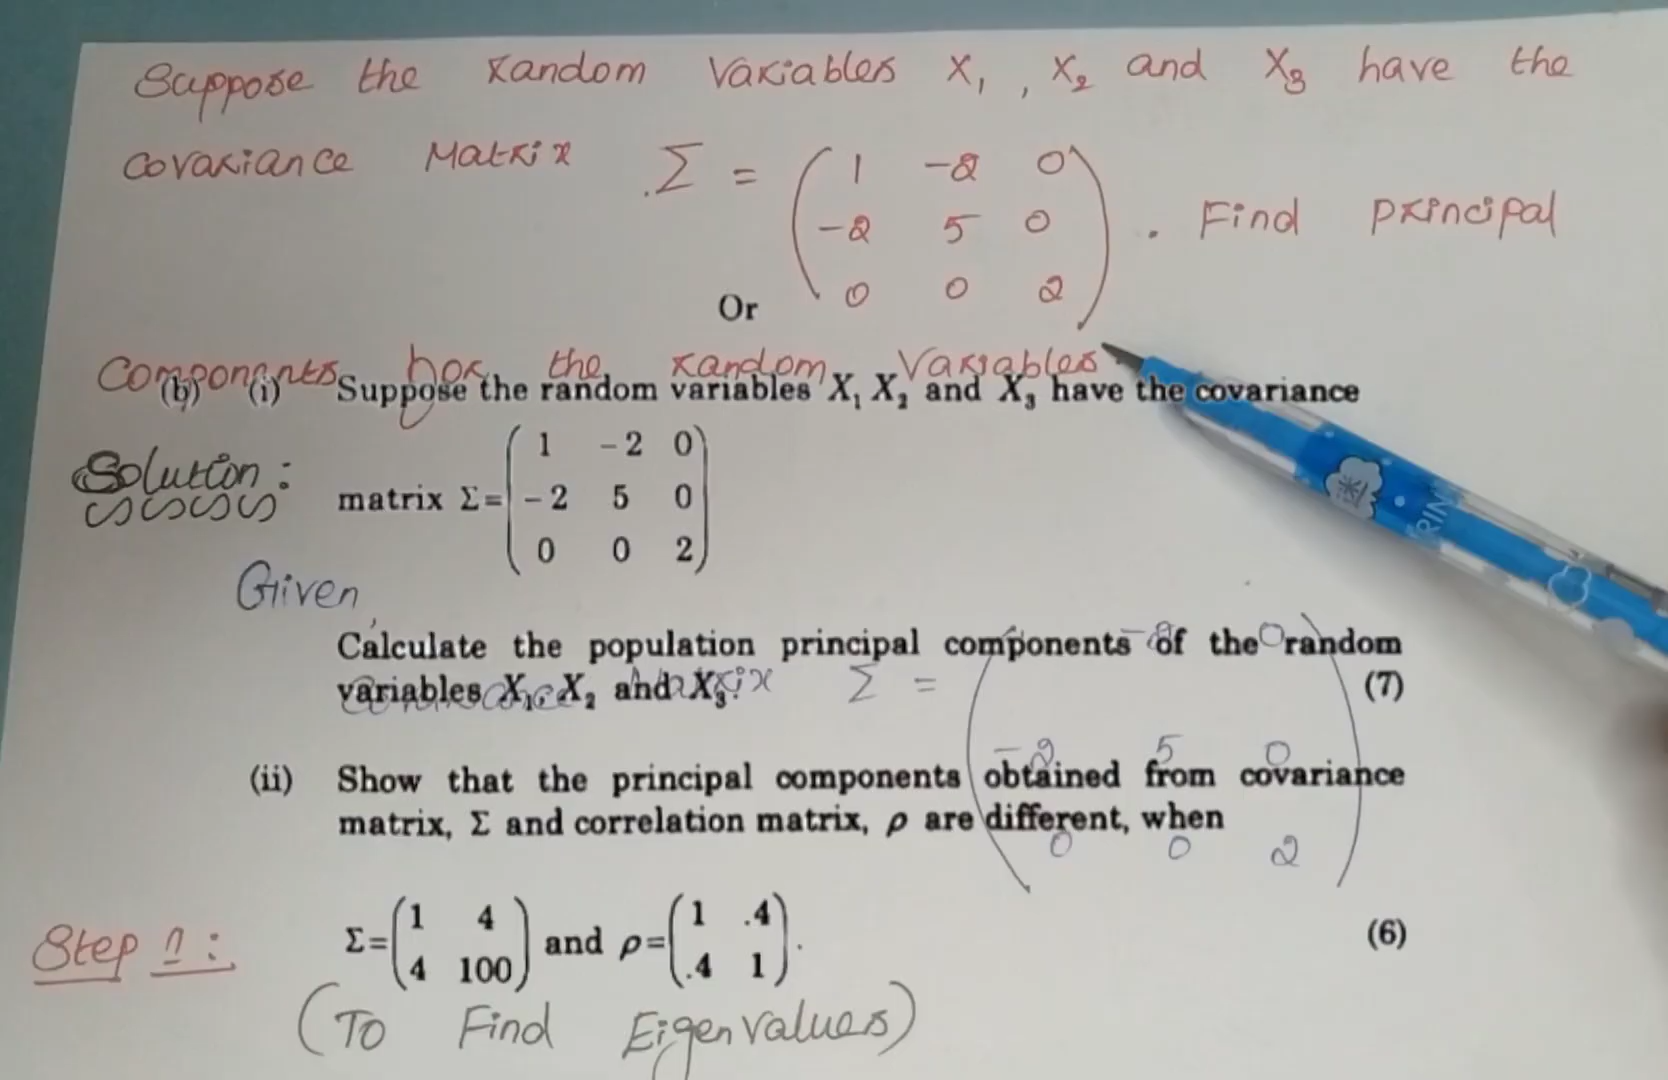 Suppose the random variables X₁, X₂ and X₃ have the
covariance Matrix Σ = ( 1 -2 0
-2 5 0
0 0 2 ) . Find principal
Or
Components for the random variables
(b) (i) Suppose the random variables X₁ X₂ and X₃ have the covariance
Solution:
matrix Σ= ( 1 -2 0
-2 5 0
0 0 2 )
Given
Calculate the population principal components of the random
variables X₁, X₂ and X₃. (7)
Σ = ( -2 0
-2 5 0
0 0 2 )
(ii) Show that the principal components obtained from covariance
matrix, Σ and correlation matrix, ρ are different, when
Step 1:
Σ= ( 1 4
4 100 ) and ρ= ( 1 .4
.4 1 ). (6)
(To Find Eigenvalues)
RIN